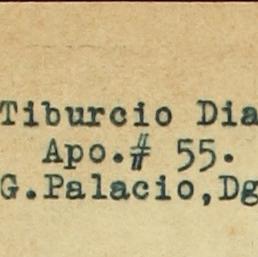 Tiburcio Dia
Apo.# 55.
G.Palacio,Dg